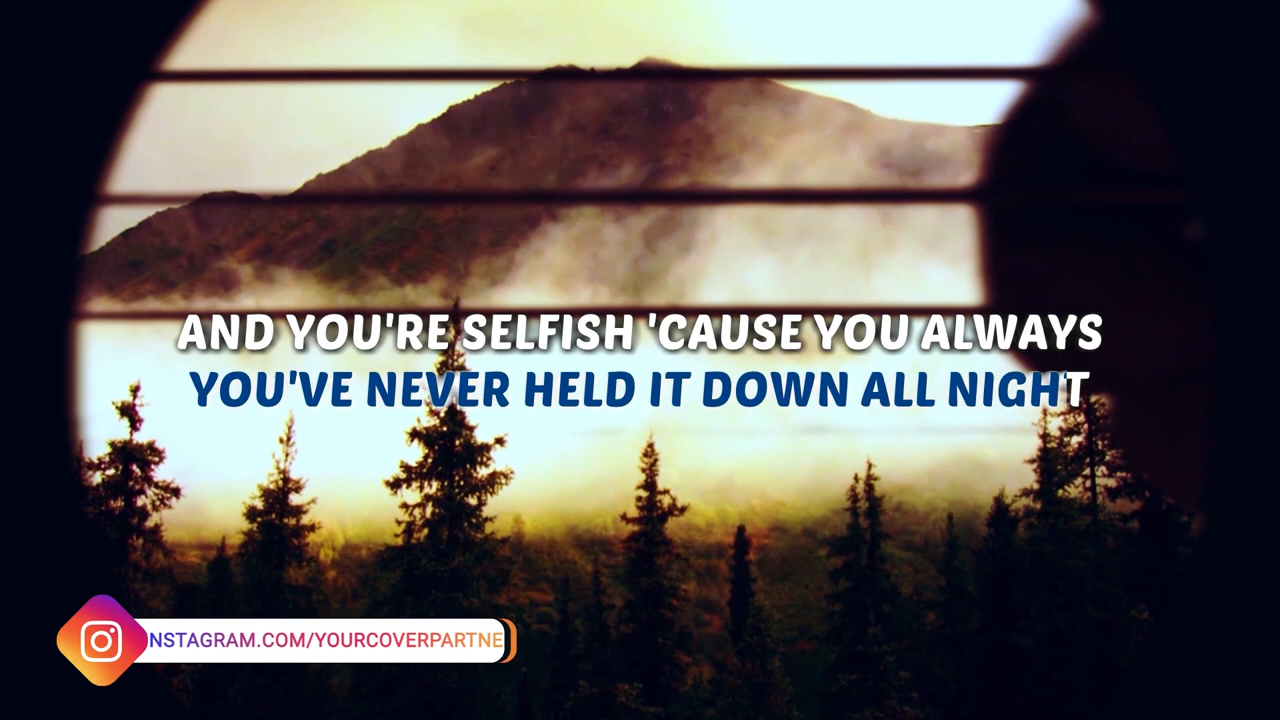 AND YOU'RE SELFISH 'CAUSE YOU ALWAYS
YOU'VE NEVER HELD IT DOWN ALL NIGHT
NSTAGRAM.COM/YOURCOVERPARTNE